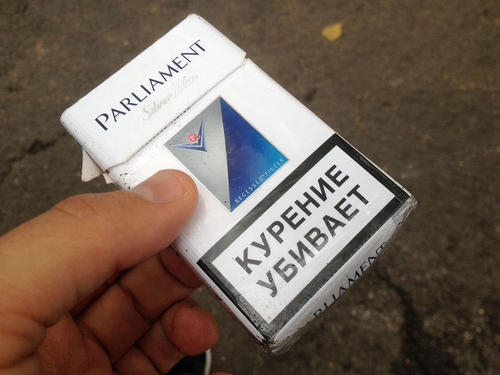 PARLIAMENT
Silver Blue
RECESSED FILTER
КУРЕНИЕ
УБИВАЕТ
PARLIAMENT